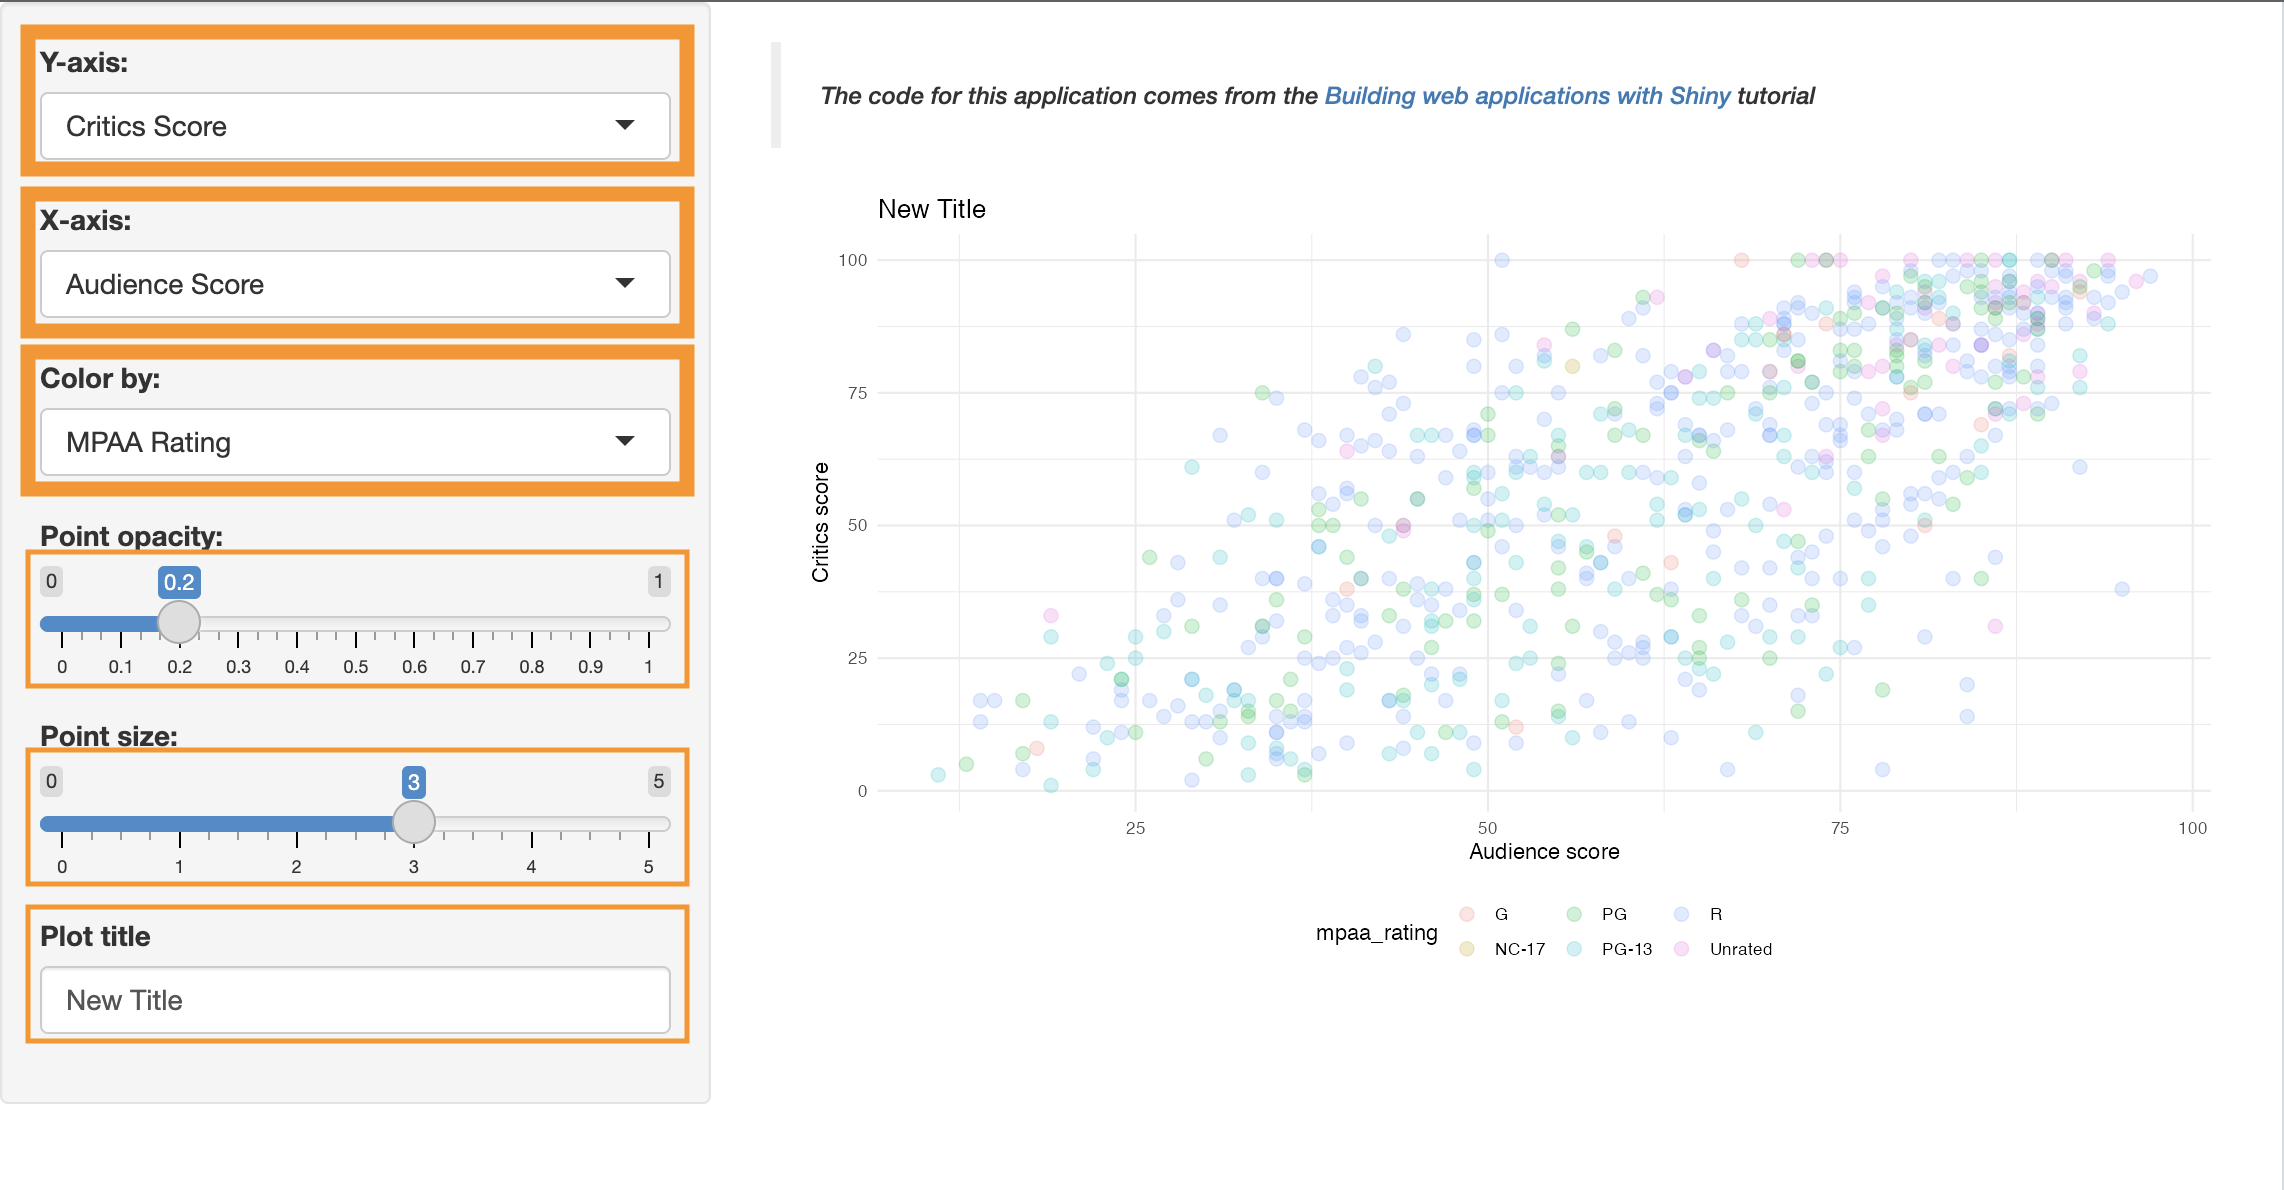 Y-axis:
Critics Score
X-axis:
Audience Score
Color by:
MPAA Rating
Point opacity:
0 0.2 1
0 0.1 0.2 0.3 0.4 0.5 0.6 0.7 0.8 0.9 1
Point size:
0 3 5
0 1 2 3 4 5
Plot title
New Title
The code for this application comes from the Building web applications with Shiny tutorial
New Title
100
75
50
25
0
Critics score
25 50 75 100
Audience score
mpaa_rating
G PG R
NC-17 PG-13 Unrated